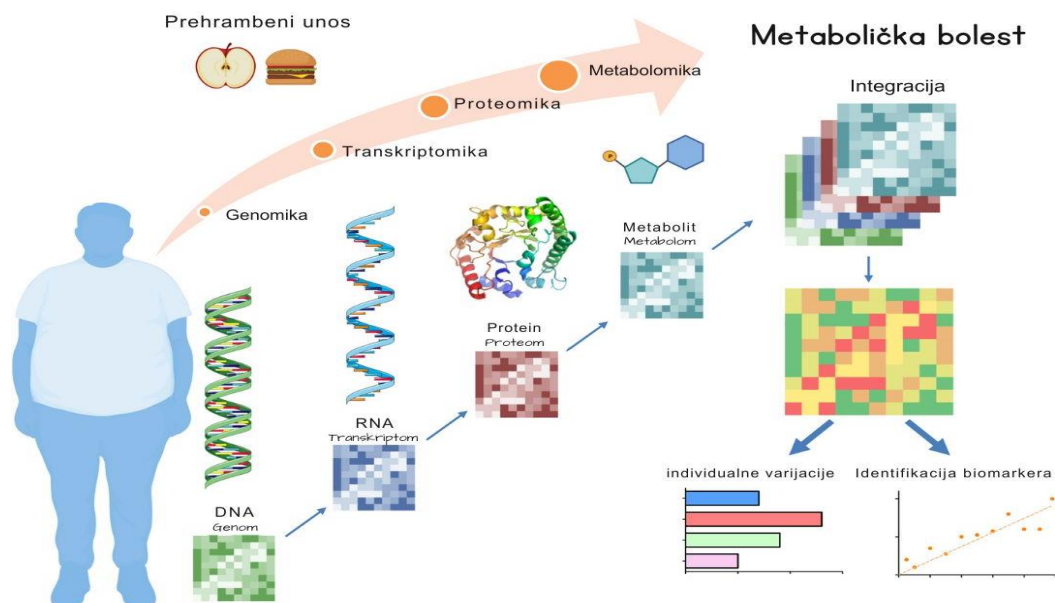 Prehrambeni unos
Metabolička bolest
Metabolomika
Proteomika
Transkriptomika
Genomika
Integracija
P
Metabolit
Metabolom
Protein
Proteom
RNA
Transkriptom
DNA
Genom
individualne varijacije
Identifikacija biomarkera